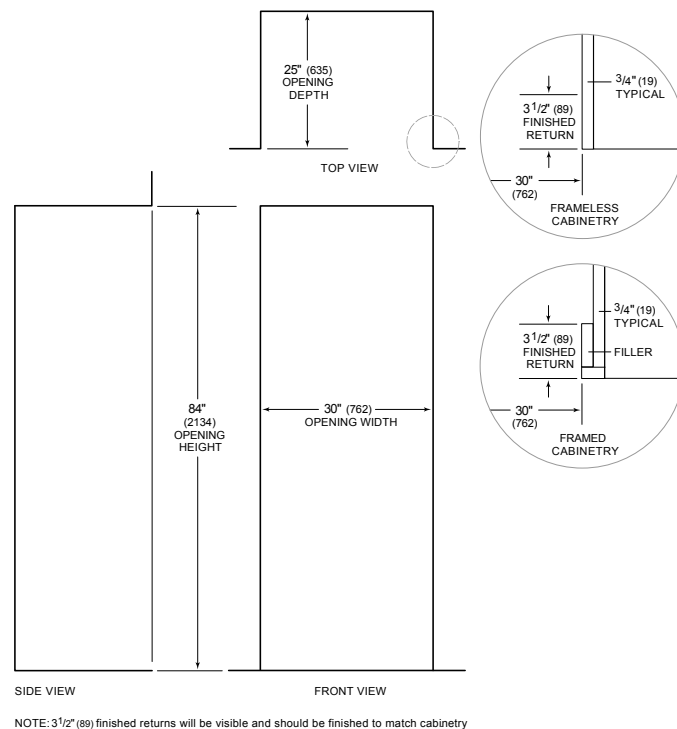 25" (635)
OPENING
DEPTH
TOP VIEW
3/4" (19)
TYPICAL
3 1/2" (89)
FINISHED
RETURN
30"
(762)
FRAMELESS
CABINETRY
3/4" (19)
TYPICAL
3 1/2" (89)
FINISHED
RETURN
FILLER
30"
(762)
FRAMED
CABINETRY
84"
(2134)
OPENING
HEIGHT
30" (762)
OPENING WIDTH
SIDE VIEW
FRONT VIEW
NOTE: 3 1/2" (89) finished returns will be visible and should be finished to match cabinetry